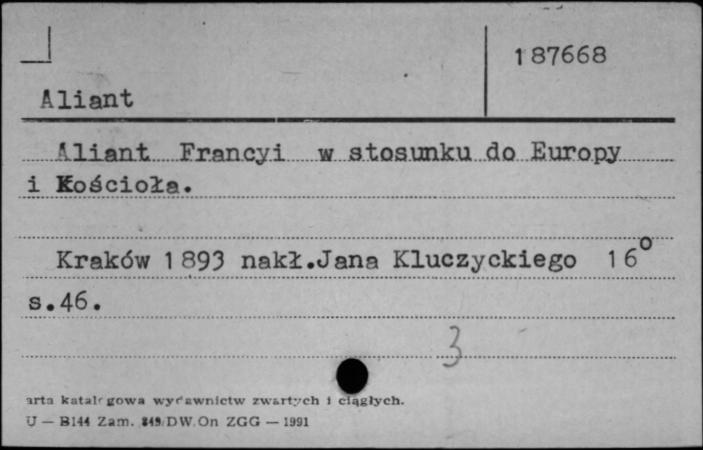 187668
Aliant
Aliant Francyi w stosunku do Europy
i Kościoła.
Kraków 1893 nakł.Jana Kluczyckiego 16°
s.46.
3
arta katalogowa wydawnictw zwartych i ciągłych.
U — B144 Zam. 849/DW.On ZGG — 1991